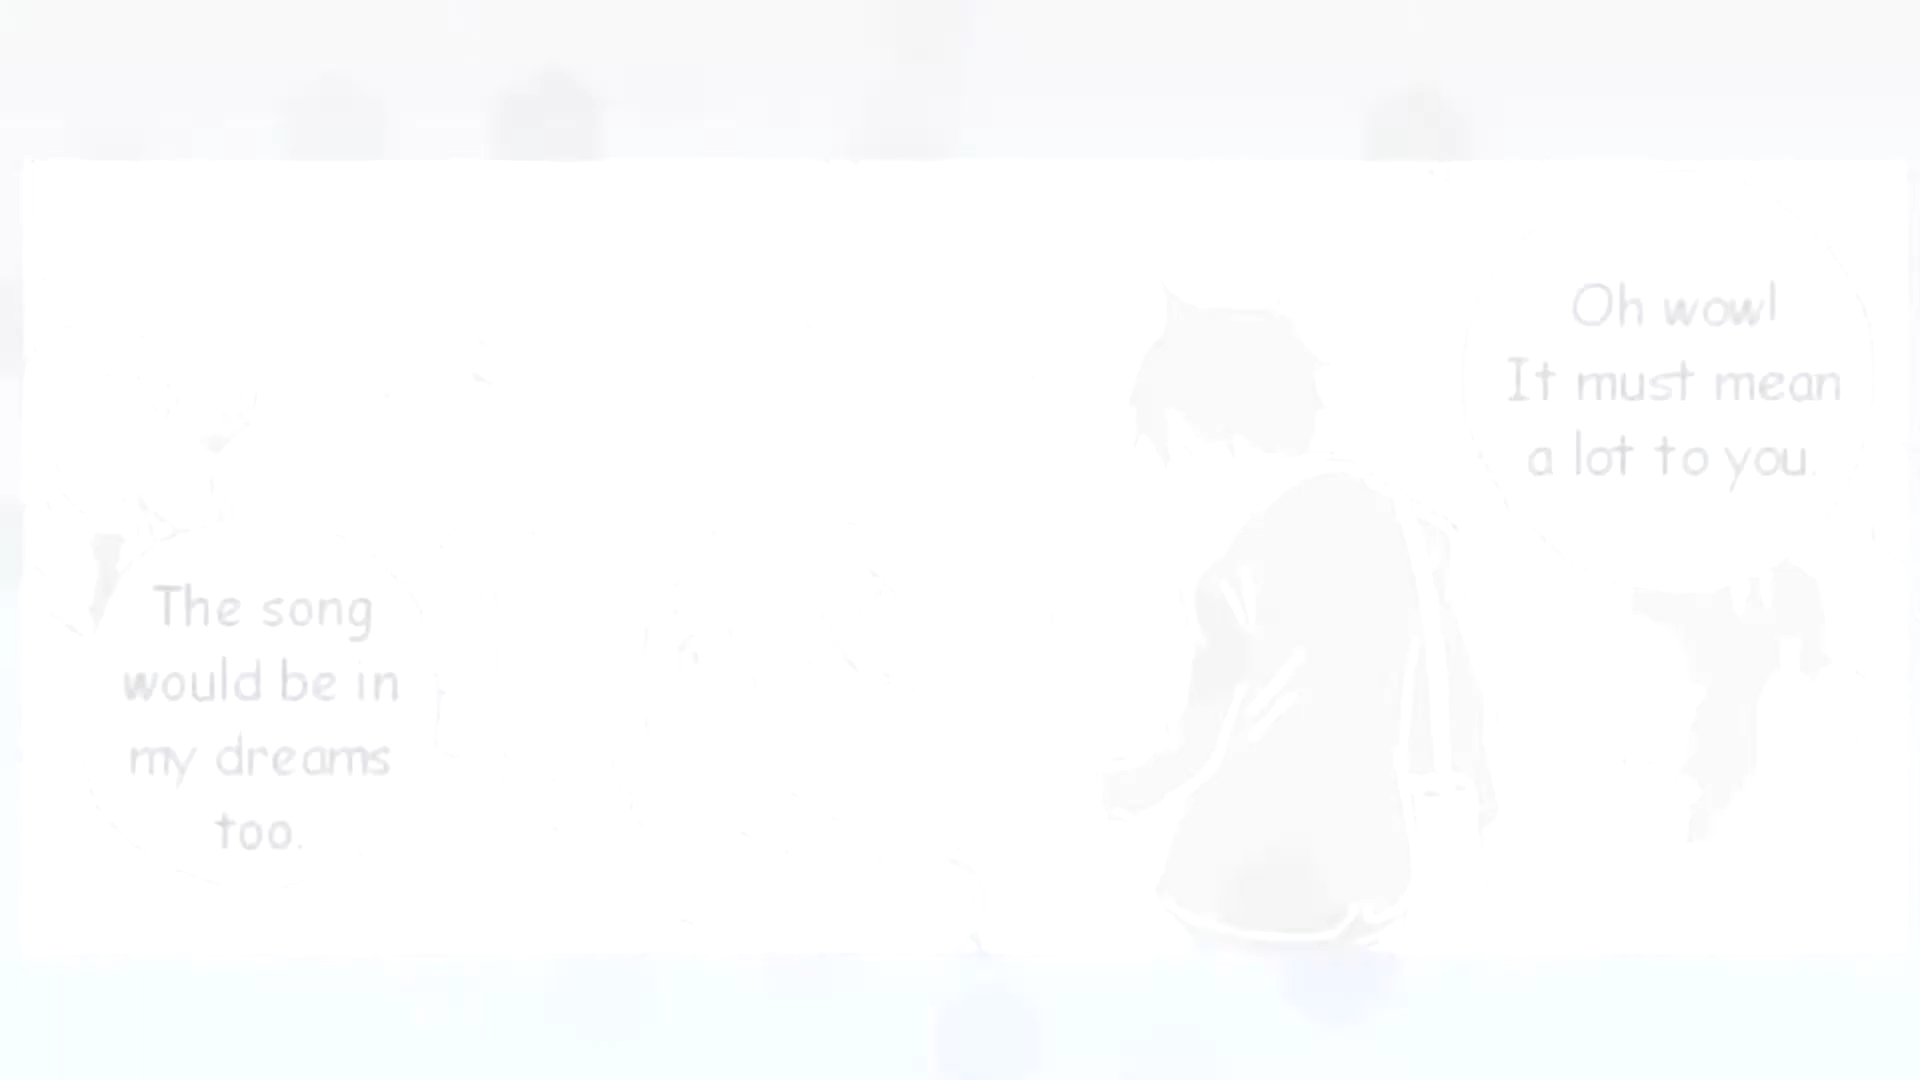 Oh wow!
It must mean
a lot to you.
The song
would be in
my dreams
too.